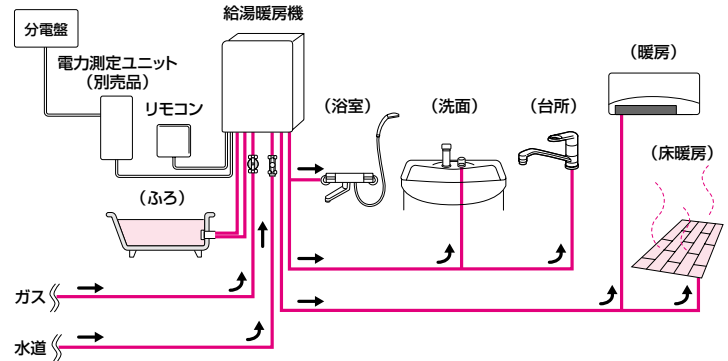 給湯暖房機
分電盤
電力測定ユニット
（別売品）
リモコン
（浴室）
（洗面）
（台所）
（暖房）
（床暖房）
（ふろ）
ガス
水道